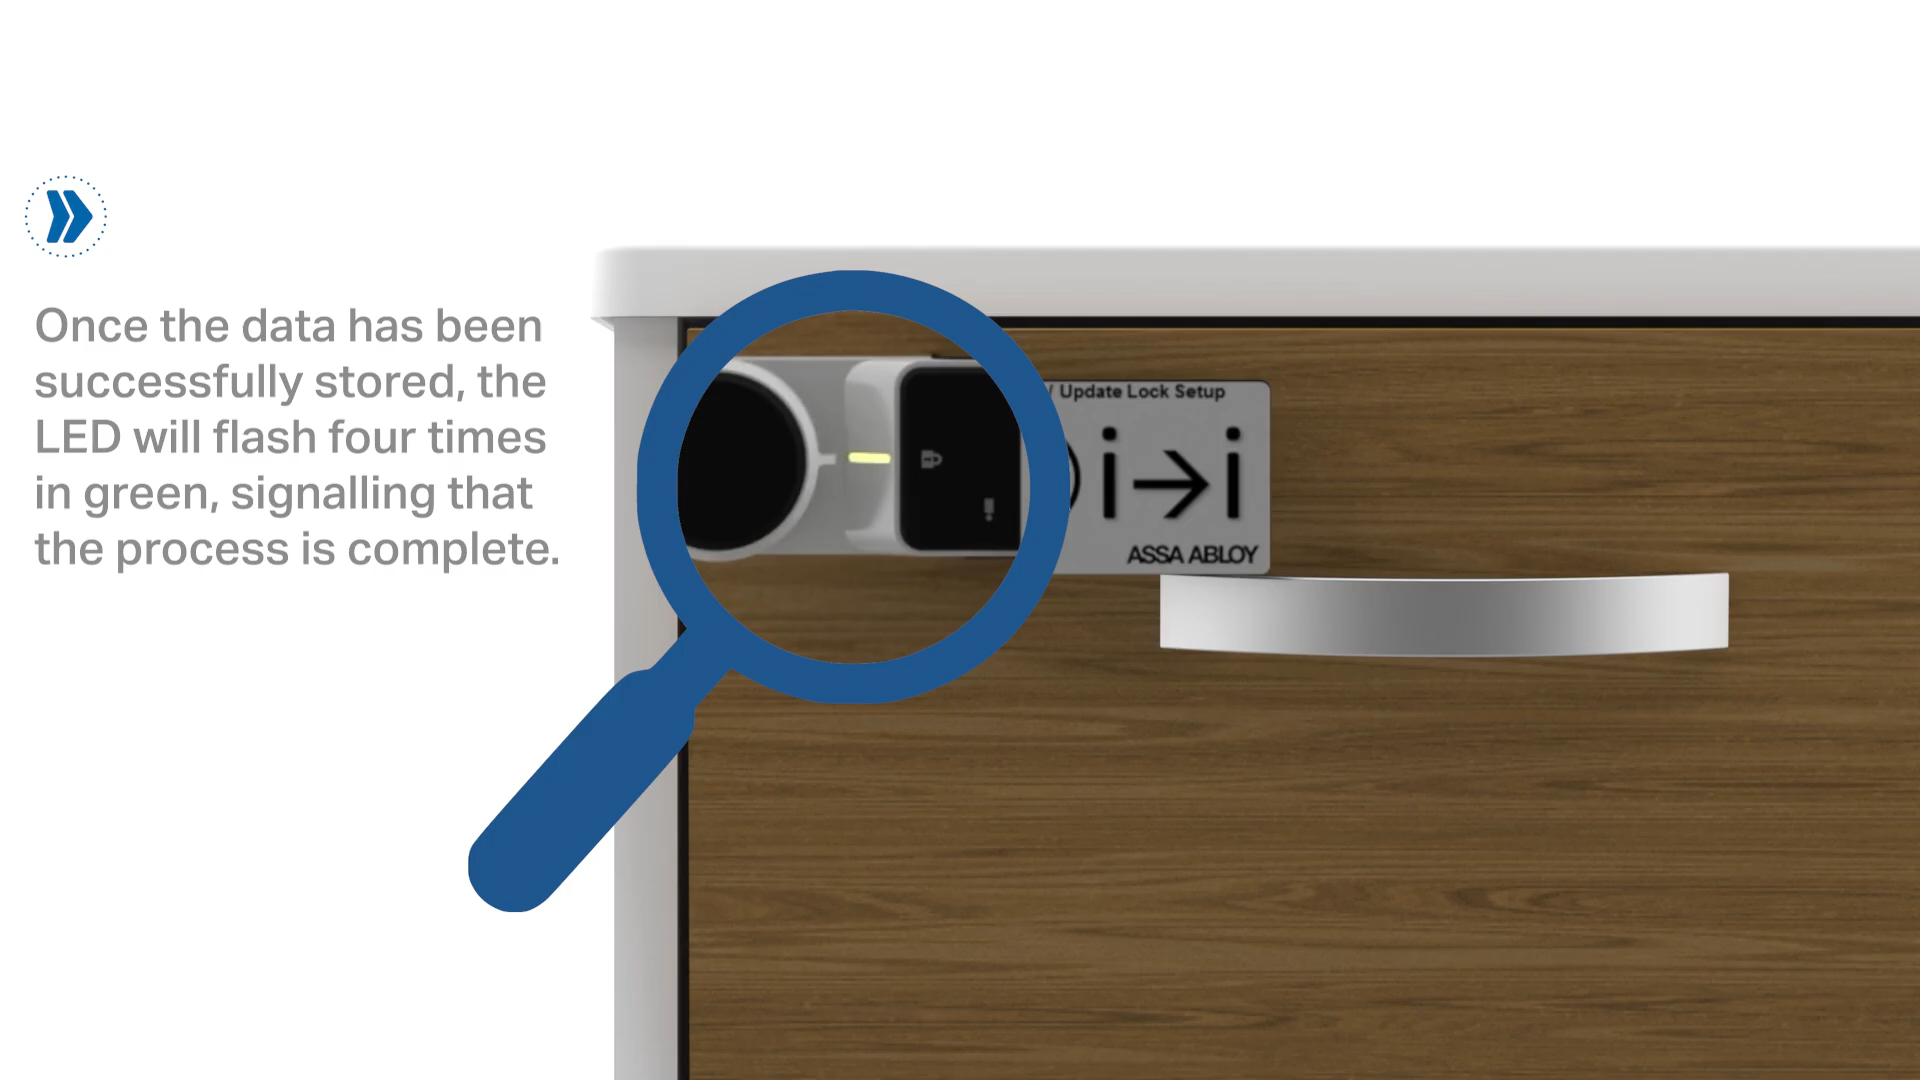 Once the data has been
successfully stored, the
LED will flash four times
in green, signalling that
the process is complete.
/ Update Lock Setup
i→i
ASSA ABLOY